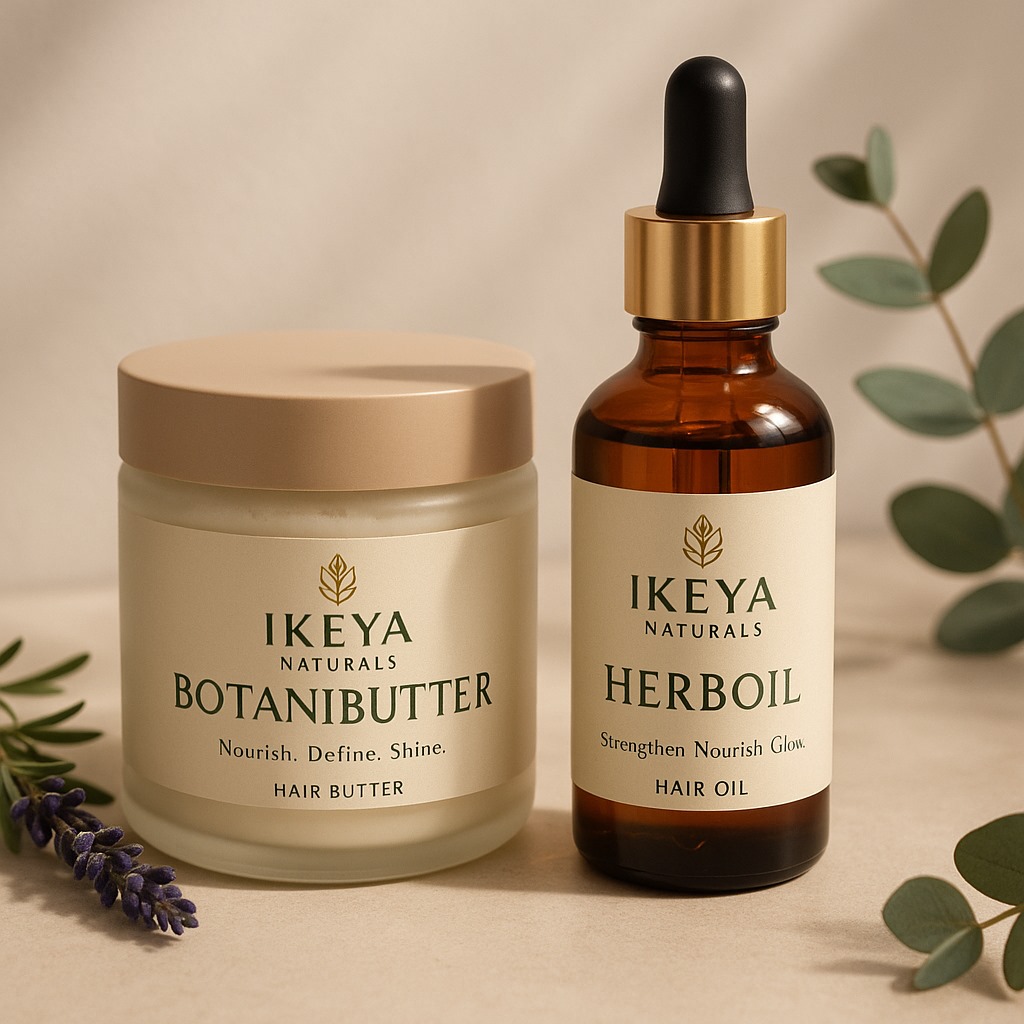 IKEYA
NATURALS
BOTANIBUTTER
Nourish. Define. Shine.
HAIR BUTTER
IKEYA
NATURALS
HERBOIL
Strengthen Nourish Glow.
HAIR OIL